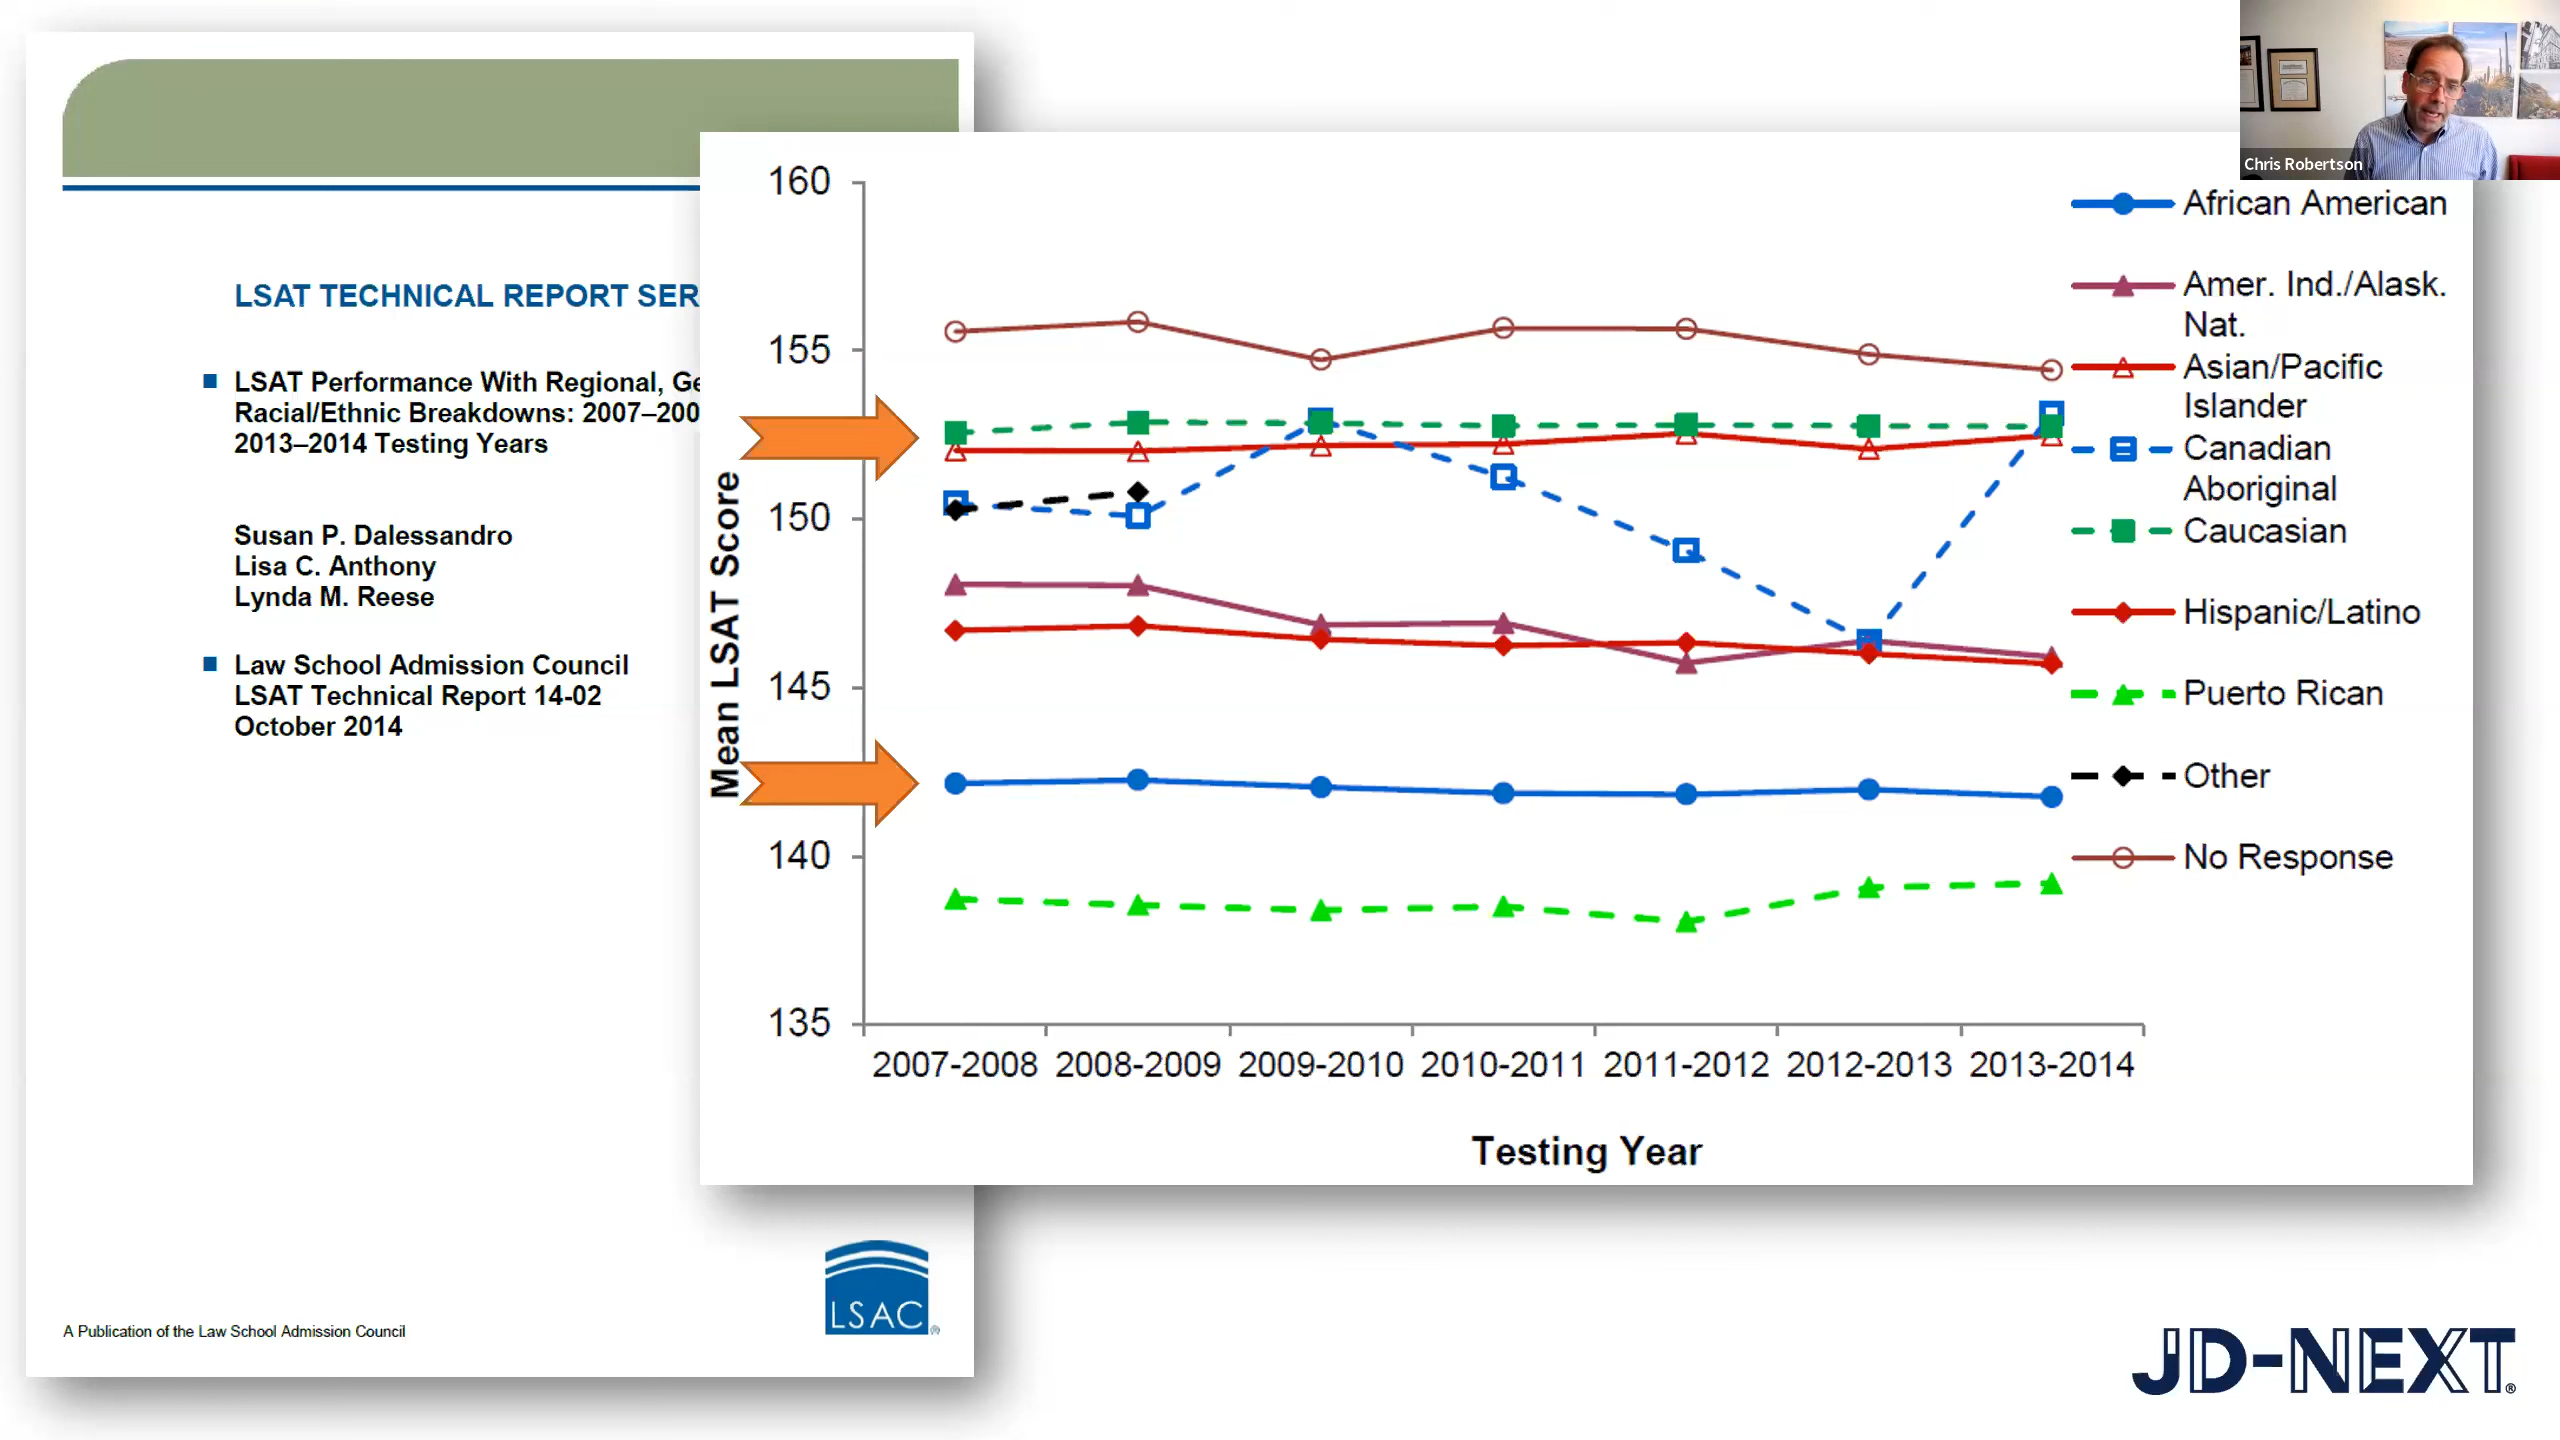 LSAT TECHNICAL REPORT SER
LSAT Performance With Regional, Ge
Racial/Ethnic Breakdowns: 2007–200
2013–2014 Testing Years
Susan P. Dalessandro
Lisa C. Anthony
Lynda M. Reese
Law School Admission Council
LSAT Technical Report 14-02
October 2014
A Publication of the Law School Admission Council
LSAC®
Mean LSAT Score
160
155
150
145
140
135
2007-2008 2008-2009 2009-2010 2010-2011 2011-2012 2012-2013 2013-2014
Testing Year
African American
Amer. Ind./Alask.
Nat.
Asian/Pacific
Islander
Canadian
Aboriginal
Caucasian
Hispanic/Latino
Puerto Rican
Other
No Response
Chris Robertson
JD-NEXT®